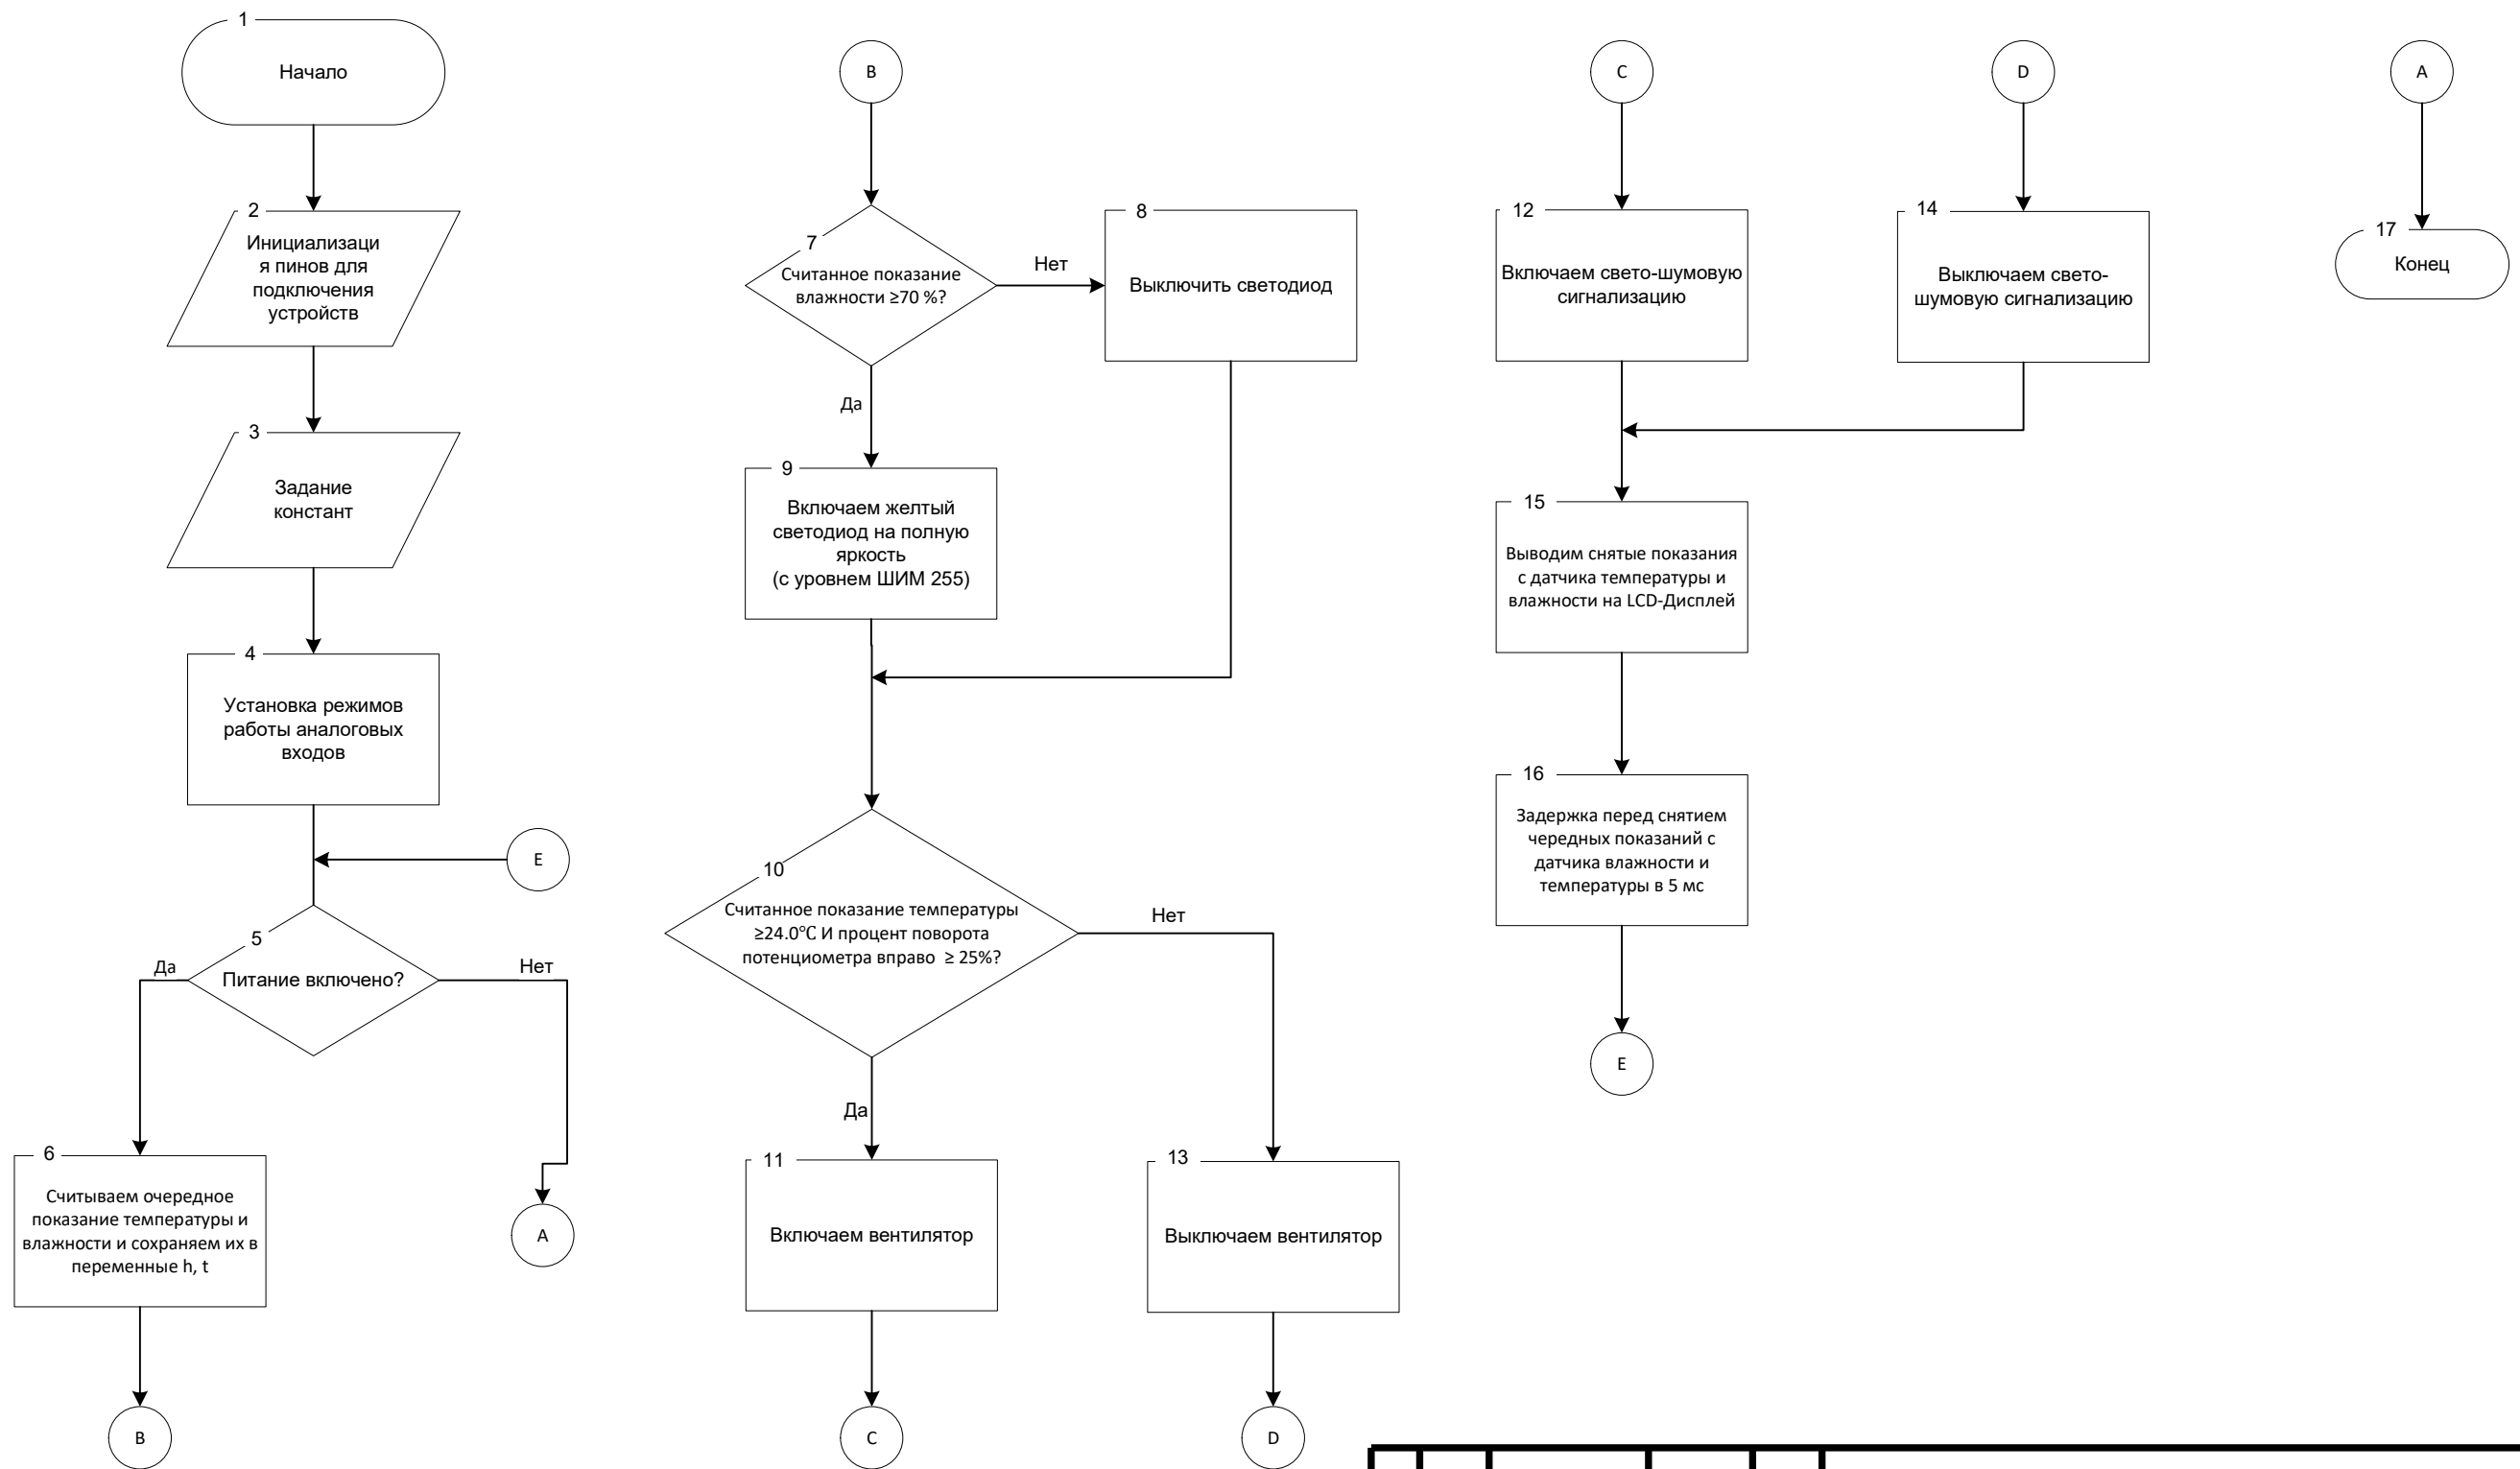 1
Начало
2
Инициализаци
я пинов для
подключения
устройств
3
Задание
констант
4
Установка режимов
работы аналоговых
входов
E
5
Питание включено?
Да
Нет
6
Считываем очередное
показание температуры и
влажности и сохраняем их в
переменные h, t
A
B
B
7
Считанное показание
влажности ≥70 %?
Нет
Да
8
Выключить светодиод
9
Включаем желтый
светодиод на полную
яркость
(с уровнем ШИМ 255)
10
Считанное показание температуры
≥24.0℃ И процент поворота
потенциометра вправо ≥ 25%?
Нет
Да
11
Включаем вентилятор
13
Выключаем вентилятор
C
D
C
12
Включаем свето-шумовую
сигнализацию
D
14
Выключаем свето-
шумовую сигнализацию
15
Выводим снятые показания
с датчика температуры и
влажности на LCD-Дисплей
16
Задержка перед снятием
чередных показаний с
датчика влажности и
температуры в 5 мс
E
A
17
Конец